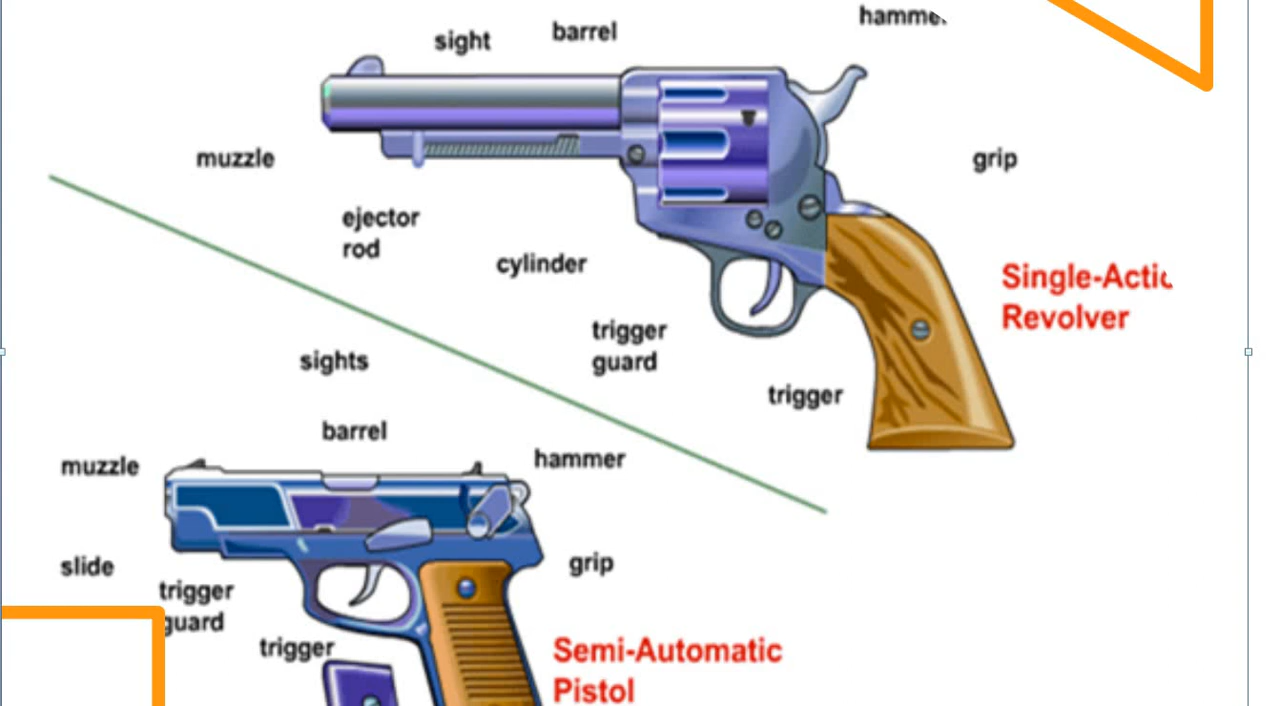 hamme
sight
barrel
muzzle
grip
ejector
rod
cylinder
Single-Actic
Revolver
trigger
guard
trigger
sights
barrel
muzzle
hammer
slide
grip
trigger
guard
trigger
Semi-Automatic
Pistol